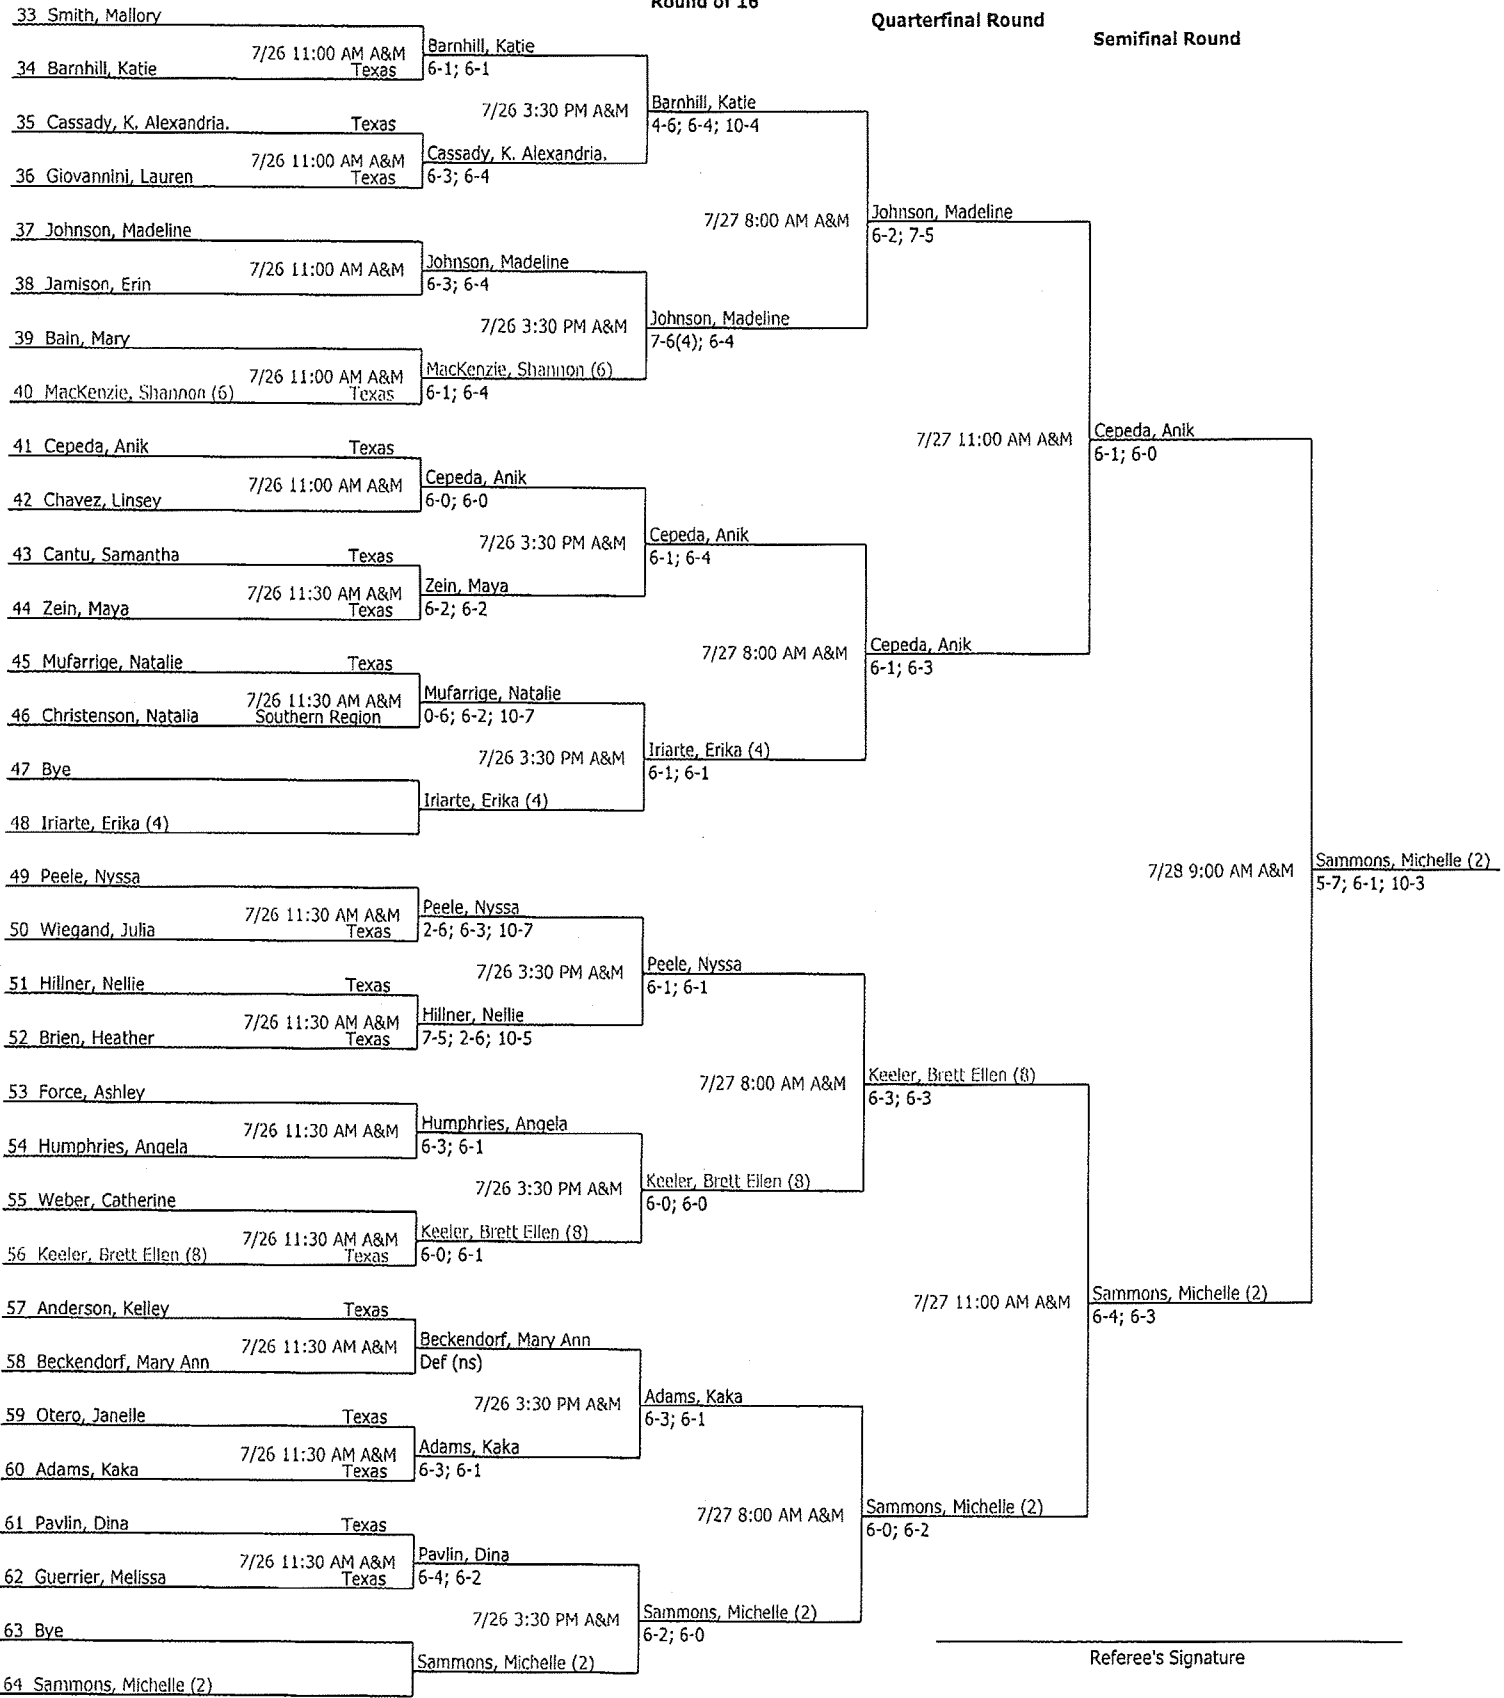 Round of 16
Quarterfinal Round
Semifinal Round
33 Smith, Mallory
7/26 11:00 AM A&M
34 Barnhill, Katie Texas
Barnhill, Katie
6-1; 6-1
7/26 3:30 PM A&M
35 Cassady, K. Alexandria. Texas
7/26 11:00 AM A&M
36 Giovannini, Lauren Texas
Cassady, K. Alexandria.
6-3; 6-4
Barnhill, Katie
4-6; 6-4; 10-4
7/27 8:00 AM A&M
37 Johnson, Madeline
7/26 11:00 AM A&M
38 Jamison, Erin
Johnson, Madeline
6-3; 6-4
7/26 3:30 PM A&M
39 Bain, Mary
7/26 11:00 AM A&M
40 MacKenzie, Shannon (6) Texas
MacKenzie, Shannon (6)
6-1; 6-4
Johnson, Madeline
7-6(4); 6-4
Johnson, Madeline
6-2; 7-5
7/27 11:00 AM A&M
41 Cepeda, Anik Texas
7/26 11:00 AM A&M
42 Chavez, Linsey
Cepeda, Anik
6-0; 6-0
7/26 3:30 PM A&M
43 Cantu, Samantha Texas
7/26 11:30 AM A&M
44 Zein, Maya Texas
Zein, Maya
6-2; 6-2
Cepeda, Anik
6-1; 6-4
7/27 8:00 AM A&M
45 Mufarrige, Natalie Texas
7/26 11:30 AM A&M
46 Christenson, Natalia Southern Region
Mufarrige, Natalie
0-6; 6-2; 10-7
7/26 3:30 PM A&M
47 Bye
48 Iriarte, Erika (4)
Iriarte, Erika (4)
Iriarte, Erika (4)
6-1; 6-1
Cepeda, Anik
6-1; 6-3
Cepeda, Anik
6-1; 6-0
7/28 9:00 AM A&M
Sammons, Michelle (2)
5-7; 6-1; 10-3
49 Peele, Nyssa
7/26 11:30 AM A&M
50 Wiegand, Julia Texas
Peele, Nyssa
2-6; 6-3; 10-7
7/26 3:30 PM A&M
51 Hillner, Nellie Texas
7/26 11:30 AM A&M
52 Brien, Heather Texas
Hillner, Nellie
7-5; 2-6; 10-5
Peele, Nyssa
6-1; 6-1
7/27 8:00 AM A&M
53 Force, Ashley
7/26 11:30 AM A&M
54 Humphries, Angela
Humphries, Angela
6-3; 6-1
7/26 3:30 PM A&M
55 Weber, Catherine
7/26 11:30 AM A&M
56 Keeler, Brett Ellen (8) Texas
Keeler, Brett Ellen (8)
6-0; 6-1
Keeler, Brett Ellen (8)
6-0; 6-0
Keeler, Brett Ellen (8)
6-3; 6-3
7/27 11:00 AM A&M
57 Anderson, Kelley Texas
7/26 11:30 AM A&M
58 Beckendorf, Mary Ann
Beckendorf, Mary Ann
Def (ns)
7/26 3:30 PM A&M
59 Otero, Janelle Texas
7/26 11:30 AM A&M
60 Adams, Kaka Texas
Adams, Kaka
6-3; 6-1
Adams, Kaka
6-3; 6-1
7/27 8:00 AM A&M
61 Pavlin, Dina Texas
7/26 11:30 AM A&M
62 Guerrier, Melissa Texas
Pavlin, Dina
6-4; 6-2
7/26 3:30 PM A&M
63 Bye
64 Sammons, Michelle (2)
Sammons, Michelle (2)
Sammons, Michelle (2)
6-2; 6-0
Sammons, Michelle (2)
6-0; 6-2
Sammons, Michelle (2)
6-4; 6-3
Referee's Signature